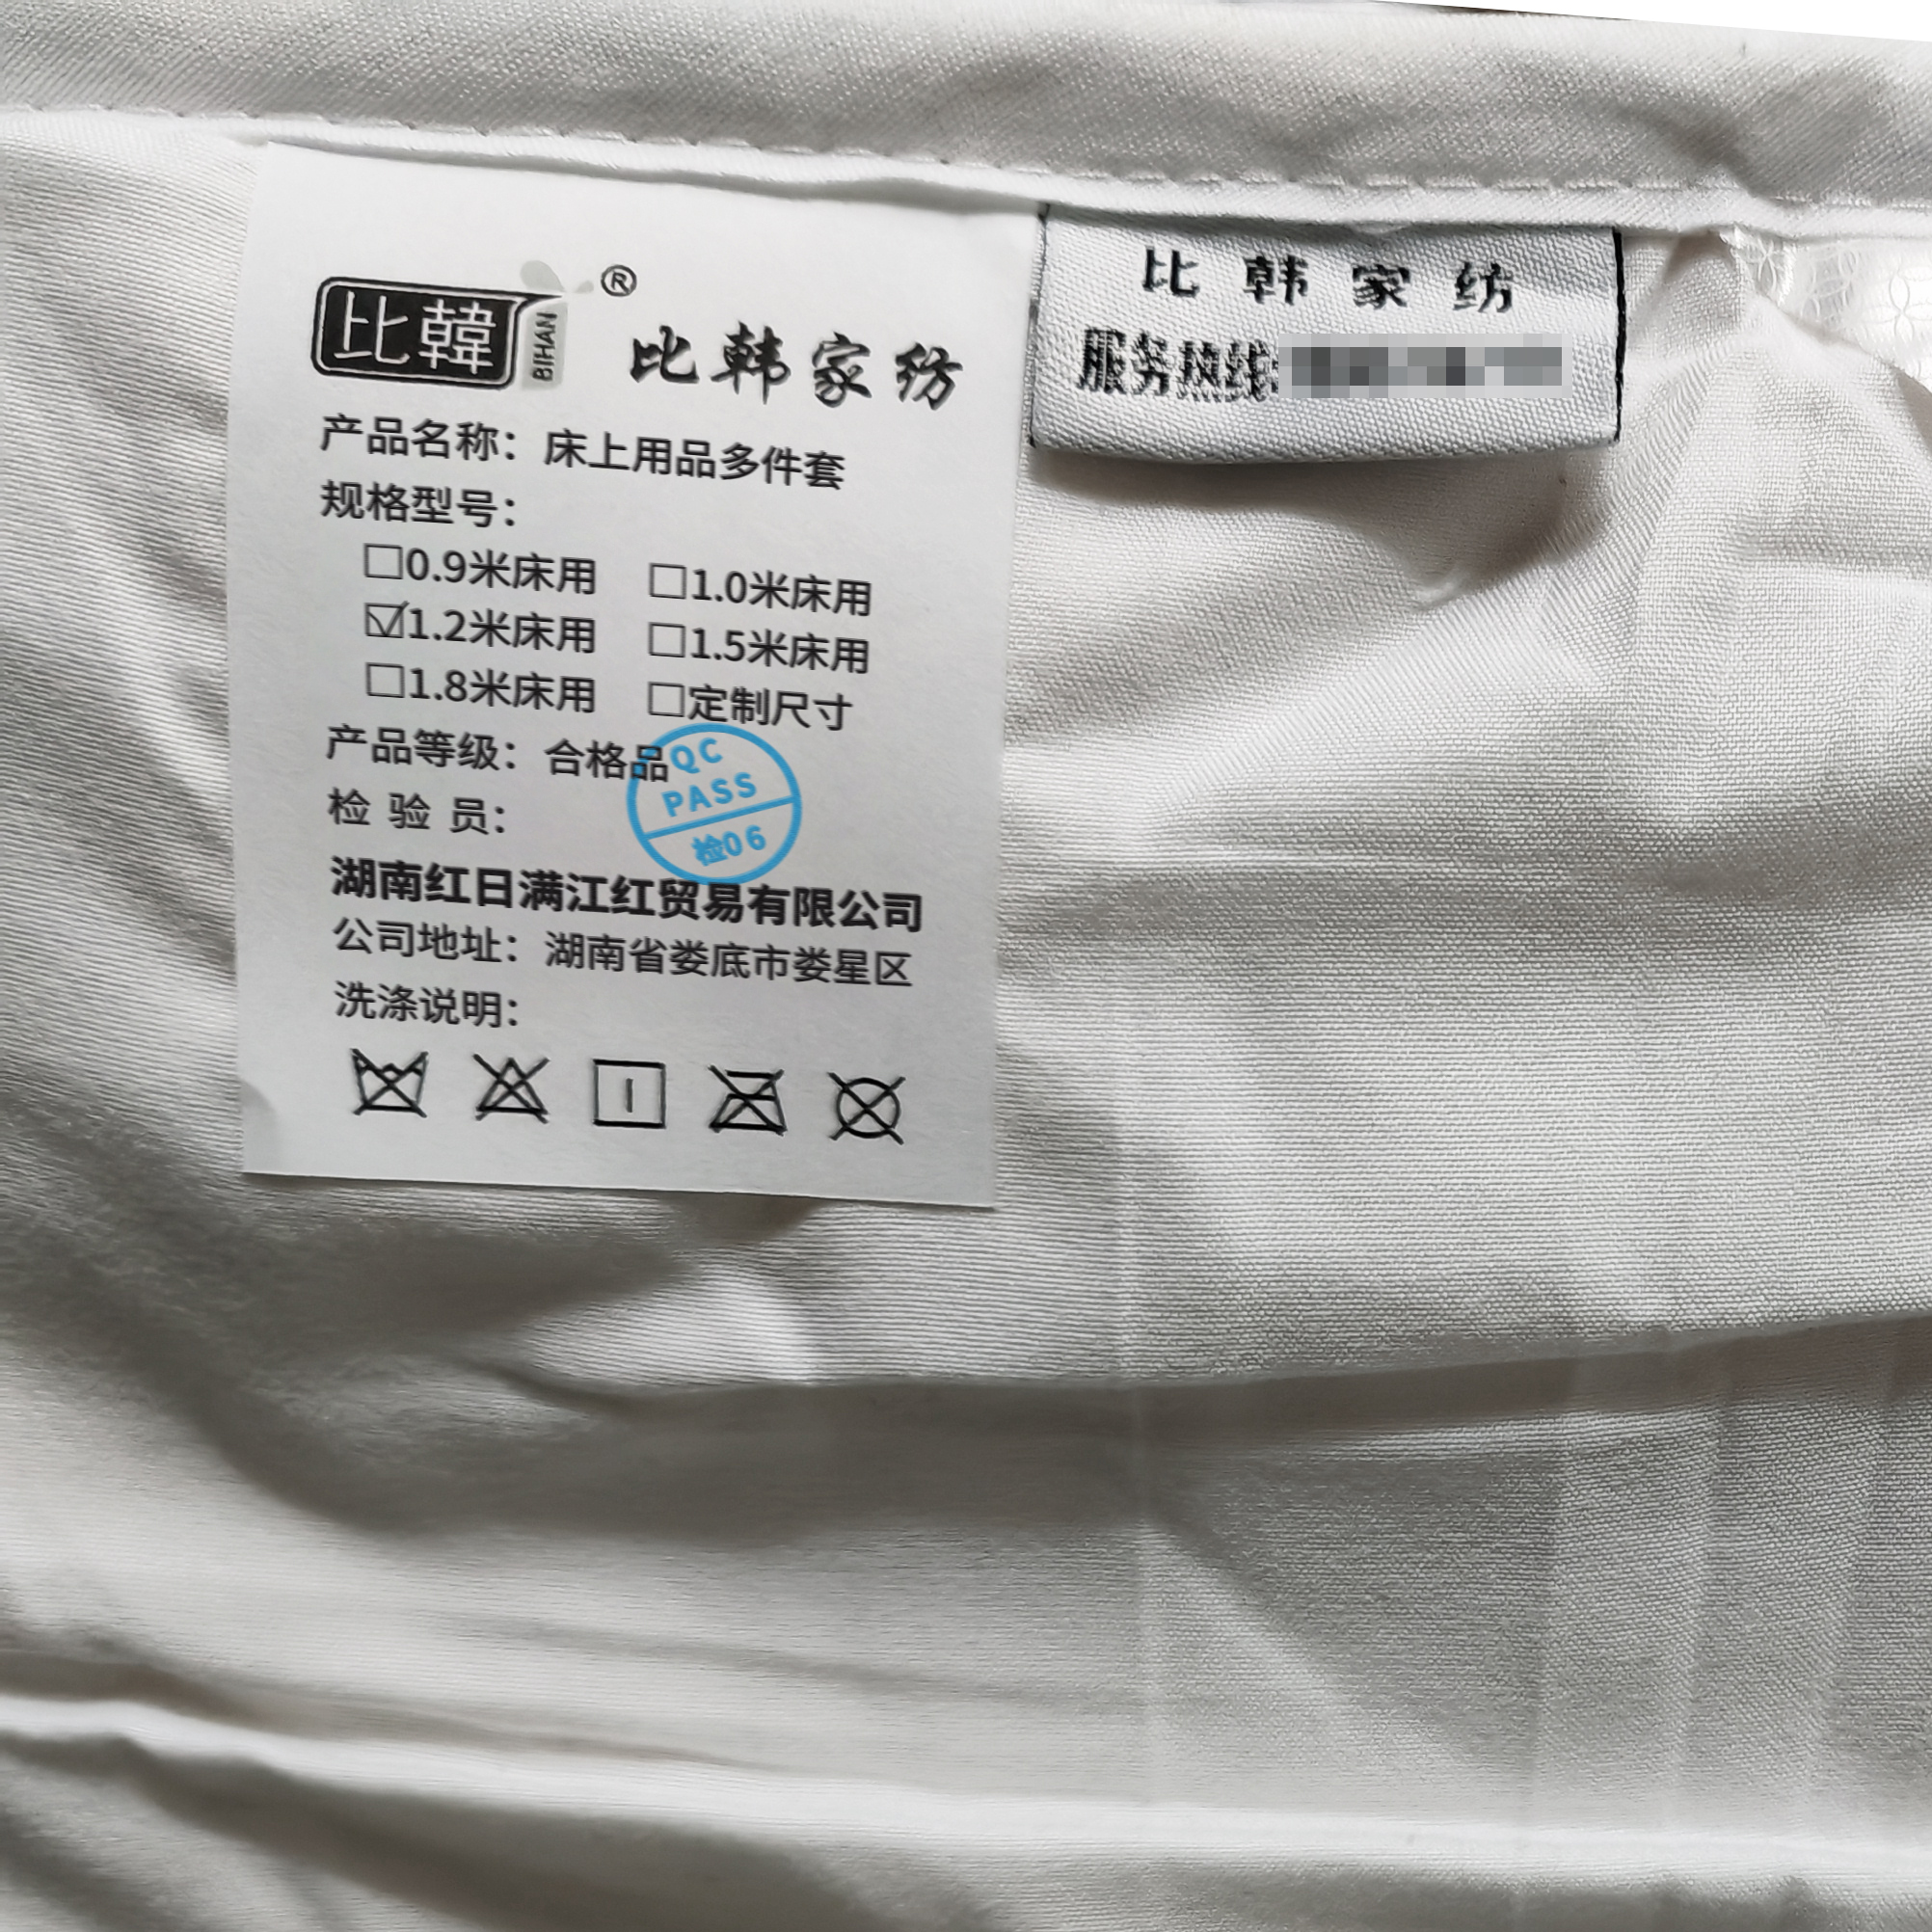 比韓 BIHAN ® 比韩家纺
产品名称：床上用品多件套
规格型号：
☐0.9米床用 ☐1.0米床用
☑1.2米床用 ☐1.5米床用
☐1.8米床用 ☐定制尺寸
产品等级：合格品
检验员：
QC
PASS
检06
湖南红日满江红贸易有限公司
公司地址：湖南省娄底市娄星区
洗涤说明：
比韩家纺
服务热线: